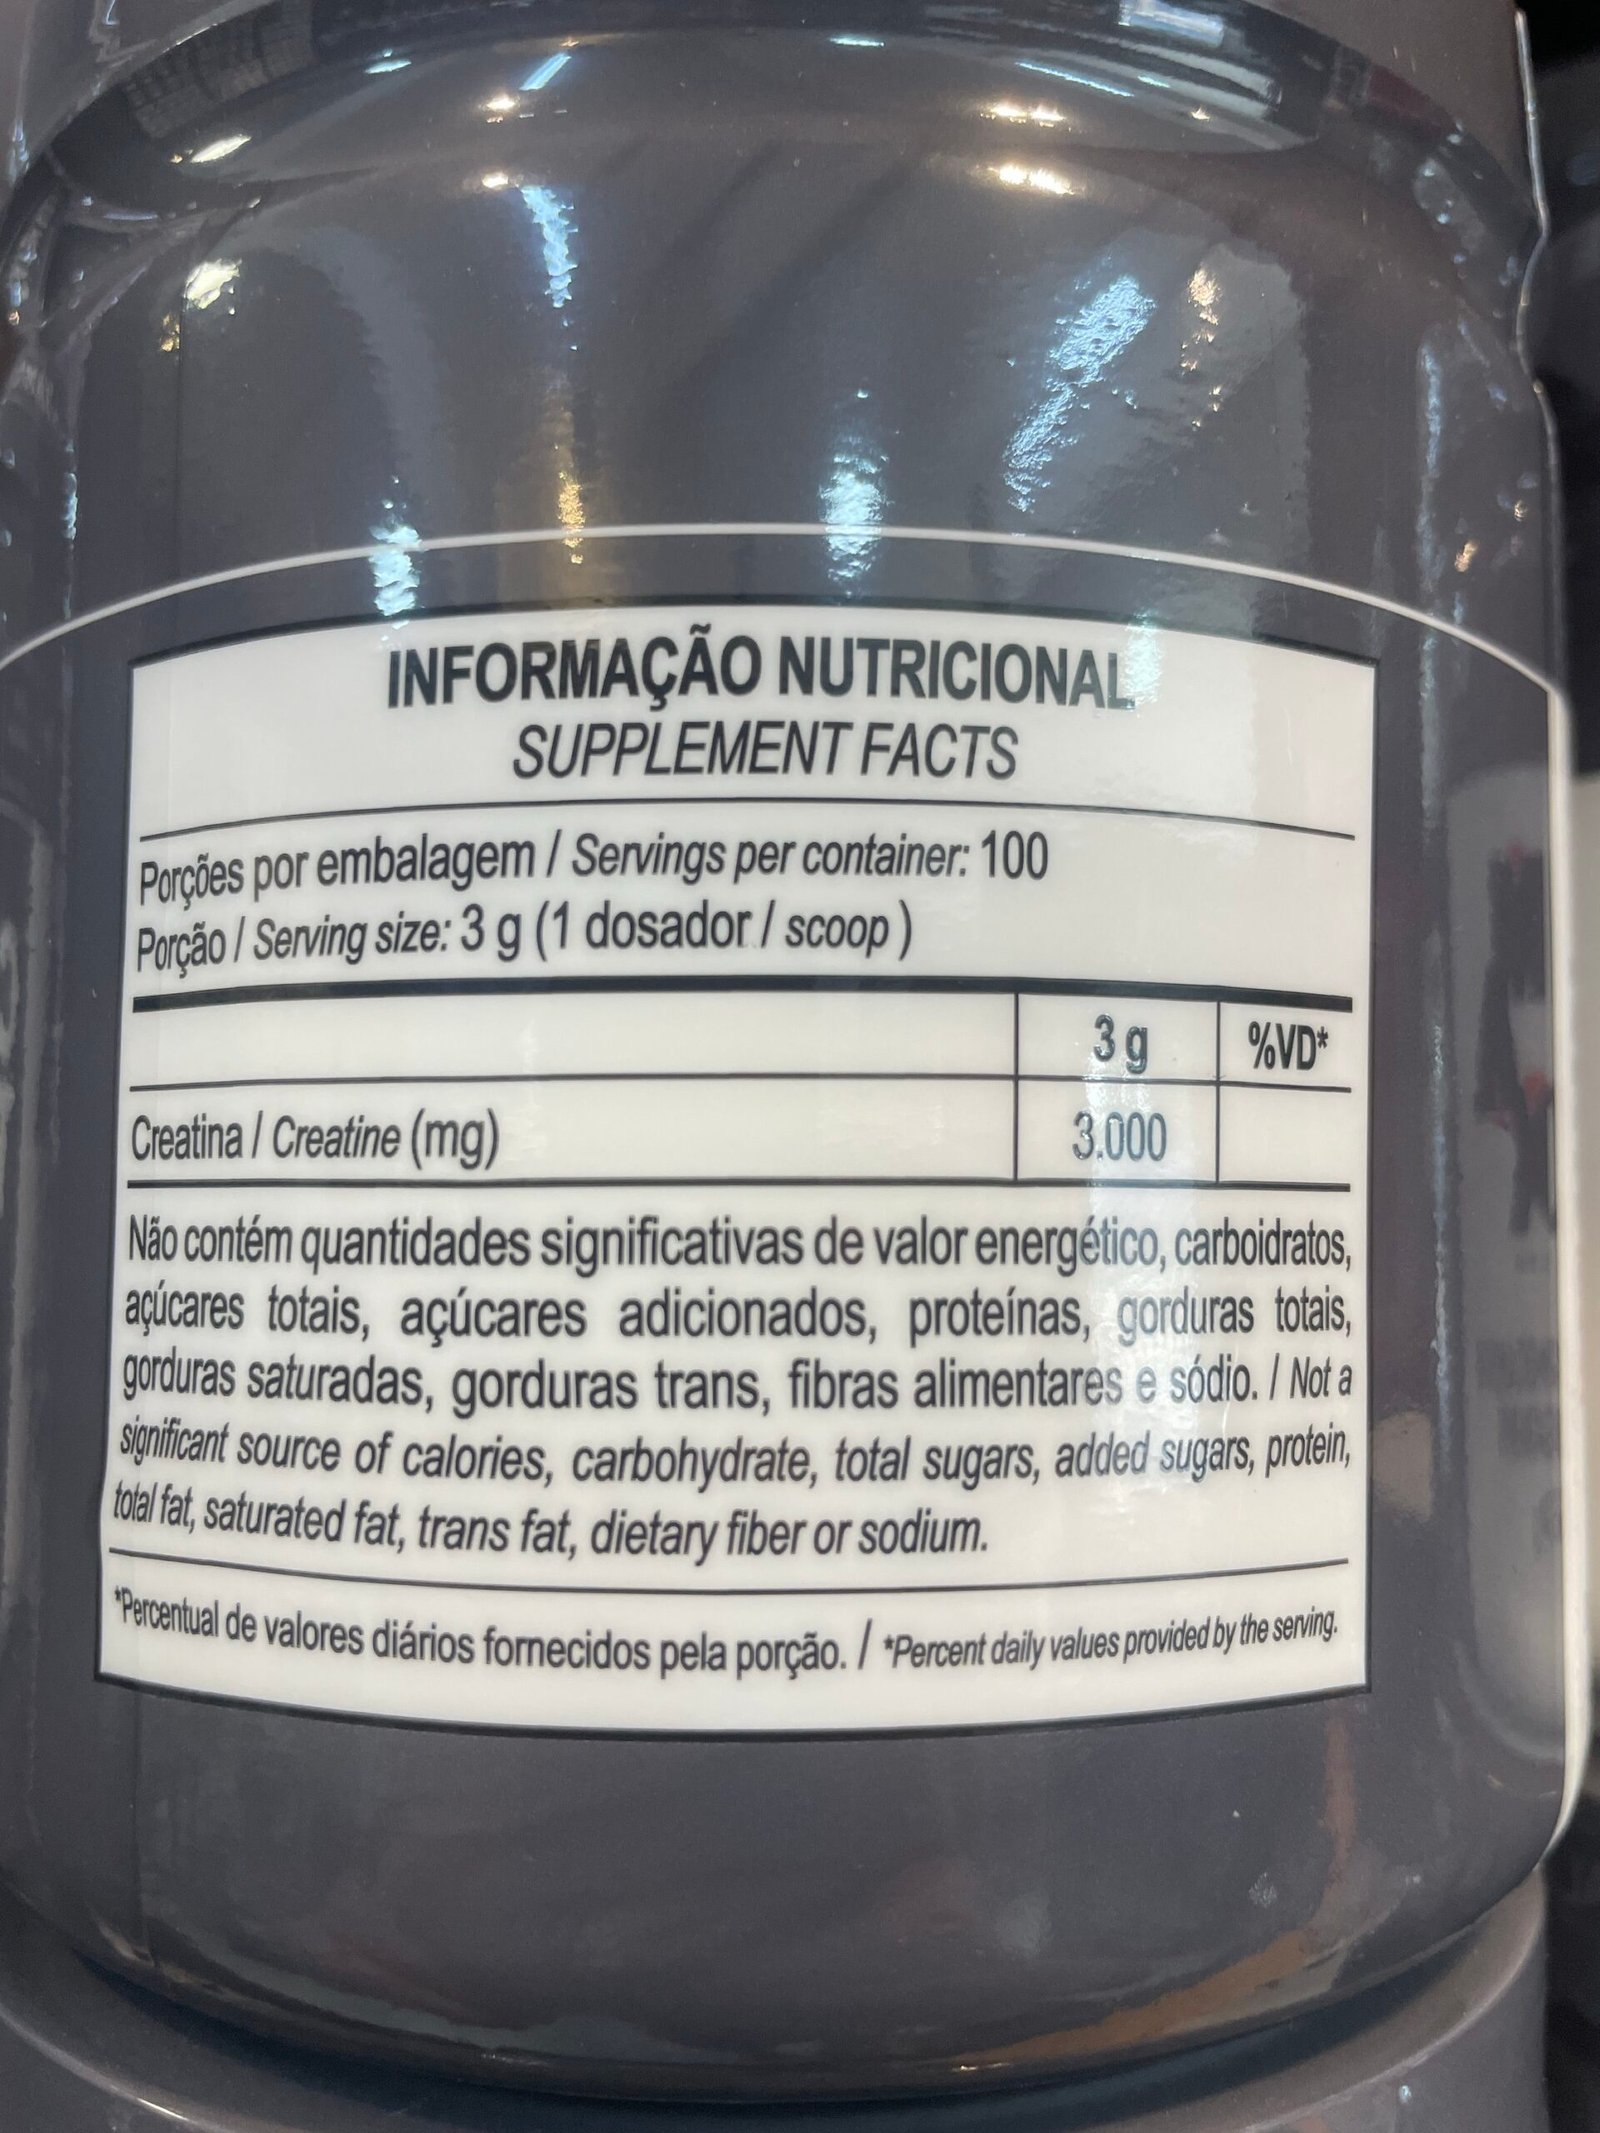 INFORMAÇÃO NUTRICIONAL
SUPPLEMENT FACTS
Porções por embalagem / Servings per container: 100
Porção / Serving size: 3 g (1 dosador / scoop )
3 g %VD*
Creatina / Creatine (mg) 3.000
Não contém quantidades significativas de valor energético, carboidratos,
açúcares totais, açúcares adicionados, proteínas, gorduras totais,
gorduras saturadas, gorduras trans, fibras alimentares e sódio. / Not a
significant source of calories, carbohydrate, total sugars, added sugars, protein,
total fat, saturated fat, trans fat, dietary fiber or sodium.
*Percentual de valores diários fornecidos pela porção. / *Percent daily values provided by the serving.